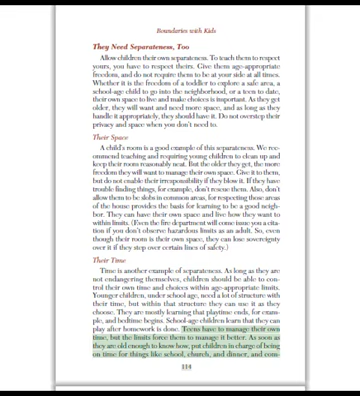 Boundaries with Kids
They Need Separateness, Too
Allow children their own separateness. To teach them to respect
yours, you have to respect theirs. Give them age-appropriate
freedom, and do not require them to be at your side at all times.
Whether it is the freedom of a toddler to explore a safe area, a
school-age child to go into the neighborhood, or a teen to date,
their own space to live and make choices is important. As they get
older, they will want and need more space, and as long as they
handle it appropriately, they should have it. Do not overstep their
privacy and space when you don't need to.
Their Space
A child's room is a good example of this separateness. We rec-
ommend teaching and requiring young children to clean up and
keep their room reasonably neat. But the older they get, the more
freedom they will want to manage their own space. Give it to them,
but do not enable their irresponsibility if they blow it. If they have
trouble finding things, for example, don't rescue them. Also, don't
allow them to be slobs in common areas, for respecting those areas
of the house provides the basis for learning to be a good neigh-
bor. They can have their own space and live how they want to
within limits. (Even the fire department will come issue you a cita-
tion if you don't observe hazardous limits as an adult. So, even
though their room is their own space, they can lose sovereignty
over it if they step over certain lines of safety.)
Their Time
Time is another example of separateness. As long as they are
not endangering themselves, children should be able to con-
trol their own time and choices within age-appropriate limits.
Younger children, under school age, need a lot of structure with
their time, but within that structure they can use it as they
choose. They are mostly learning that playtime ends, for exam-
ple, and bedtime begins. School-age children learn that they can
play after homework is done. Teens have to manage their own
time, but the limits force them to manage it better. As soon as
they are old enough to know how, put children in charge of being
on time for things like school, church, and dinner, and com-
114